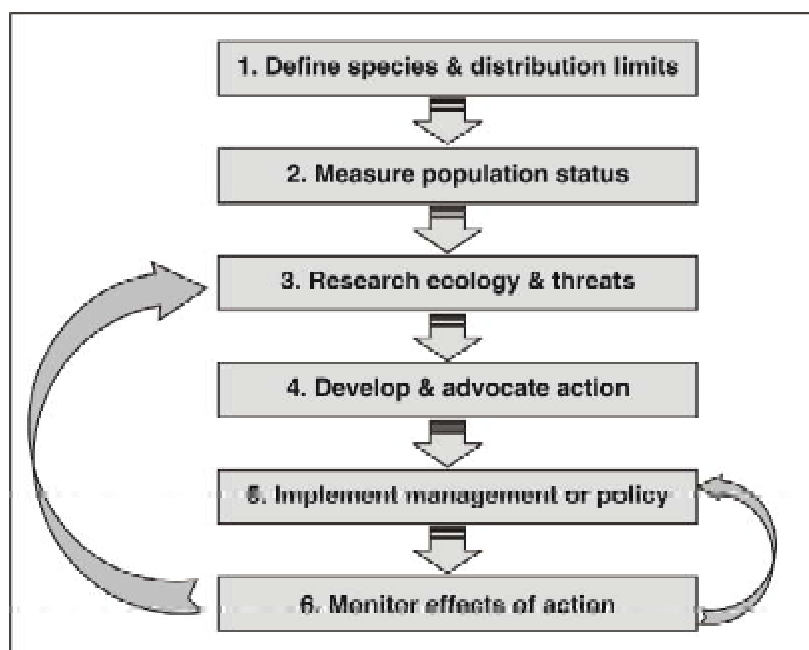 1. Define species & distribution limits
2. Measure population status
3. Research ecology & threats
4. Develop & advocate action
5. Implement management or policy
6. Monitor effects of action